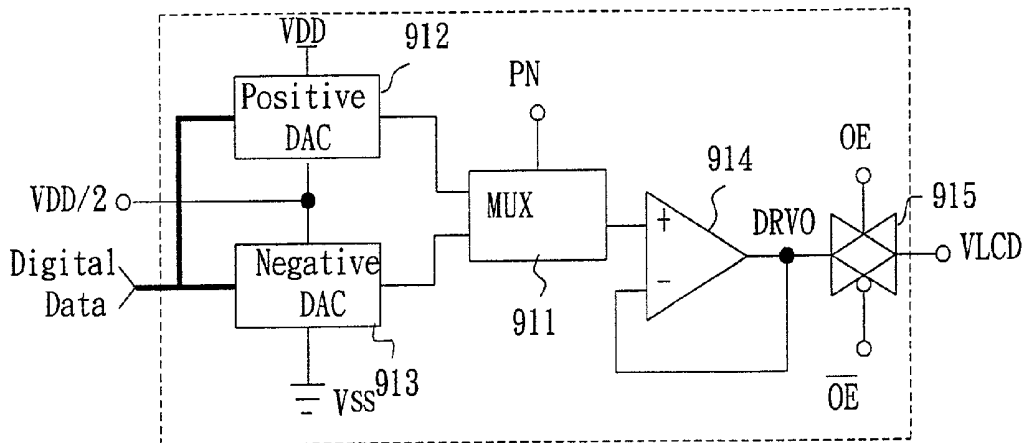 VDD
912
Positive
DAC
PN
VDD/2
MUX
914
OE
915
DRVO
VLCD
Digital
Data
Negative
DAC
+
−
911
913
VSS
O̅E̅